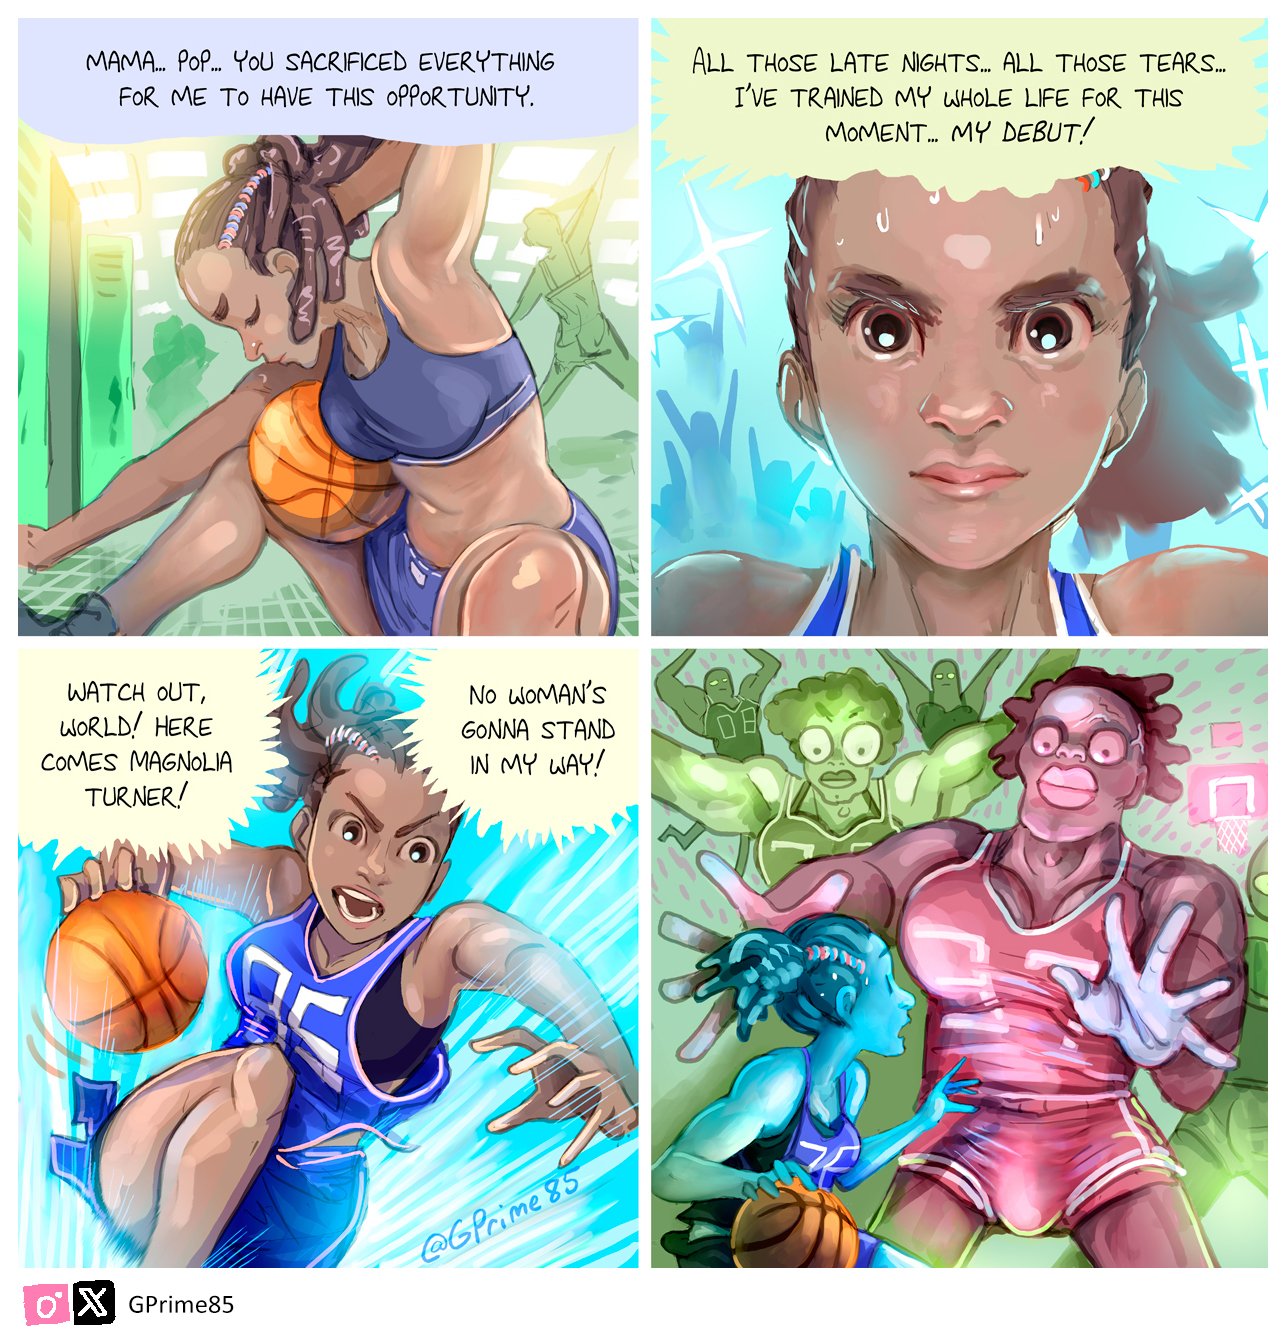 MAMA... POP... YOU SACRIFICED EVERYTHING
FOR ME TO HAVE THIS OPPORTUNITY.
ALL THOSE LATE NIGHTS... ALL THOSE TEARS...
I'VE TRAINED MY WHOLE LIFE FOR THIS
MOMENT... MY DEBUT!
WATCH OUT,
WORLD! HERE
COMES MAGNOLIA
TURNER!
NO WOMAN'S
GONNA STAND
IN MY WAY!
@GPrime85
GPrime85